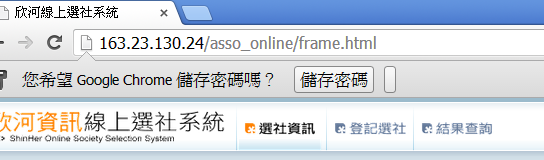 欣河線上選社系統
163.23.130.24/asso_online/frame.html
您希望 Google Chrome 儲存密碼嗎？ 儲存密碼
欣河資訊線上選社系統 選社資訊 登記選社 結果查詢
ShinHer Online Society Selection System